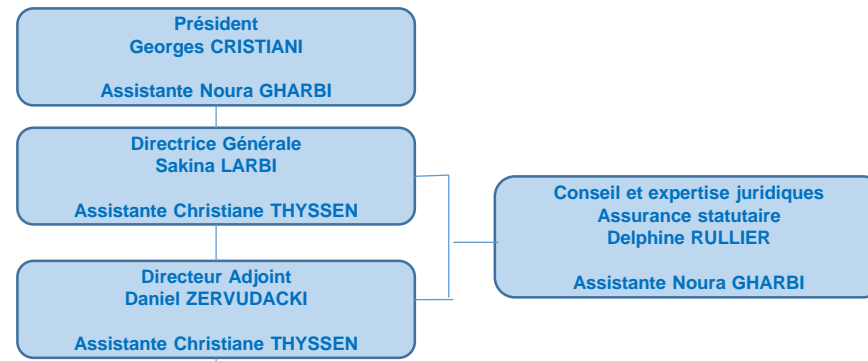 Président
Georges CRISTIANI
Assistante Noura GHARBI
Directrice Générale
Sakina LARBI
Assistante Christiane THYSSEN
Conseil et expertise juridiques
Assurance statutaire
Delphine RULLIER
Assistante Noura GHARBI
Directeur Adjoint
Daniel ZERVUDACKI
Assistante Christiane THYSSEN